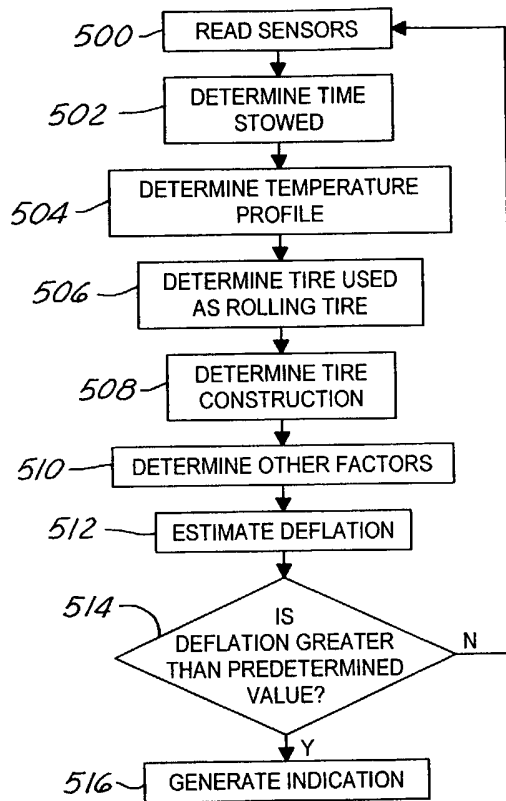 500
READ SENSORS
502
DETERMINE TIME
STOWED
504
DETERMINE TEMPERATURE
PROFILE
506
DETERMINE TIRE USED
AS ROLLING TIRE
508
DETERMINE TIRE
CONSTRUCTION
510
DETERMINE OTHER FACTORS
512
ESTIMATE DEFLATION
514
IS
DEFLATION GREATER
THAN PREDETERMINED
VALUE?
N
Y
516
GENERATE INDICATION